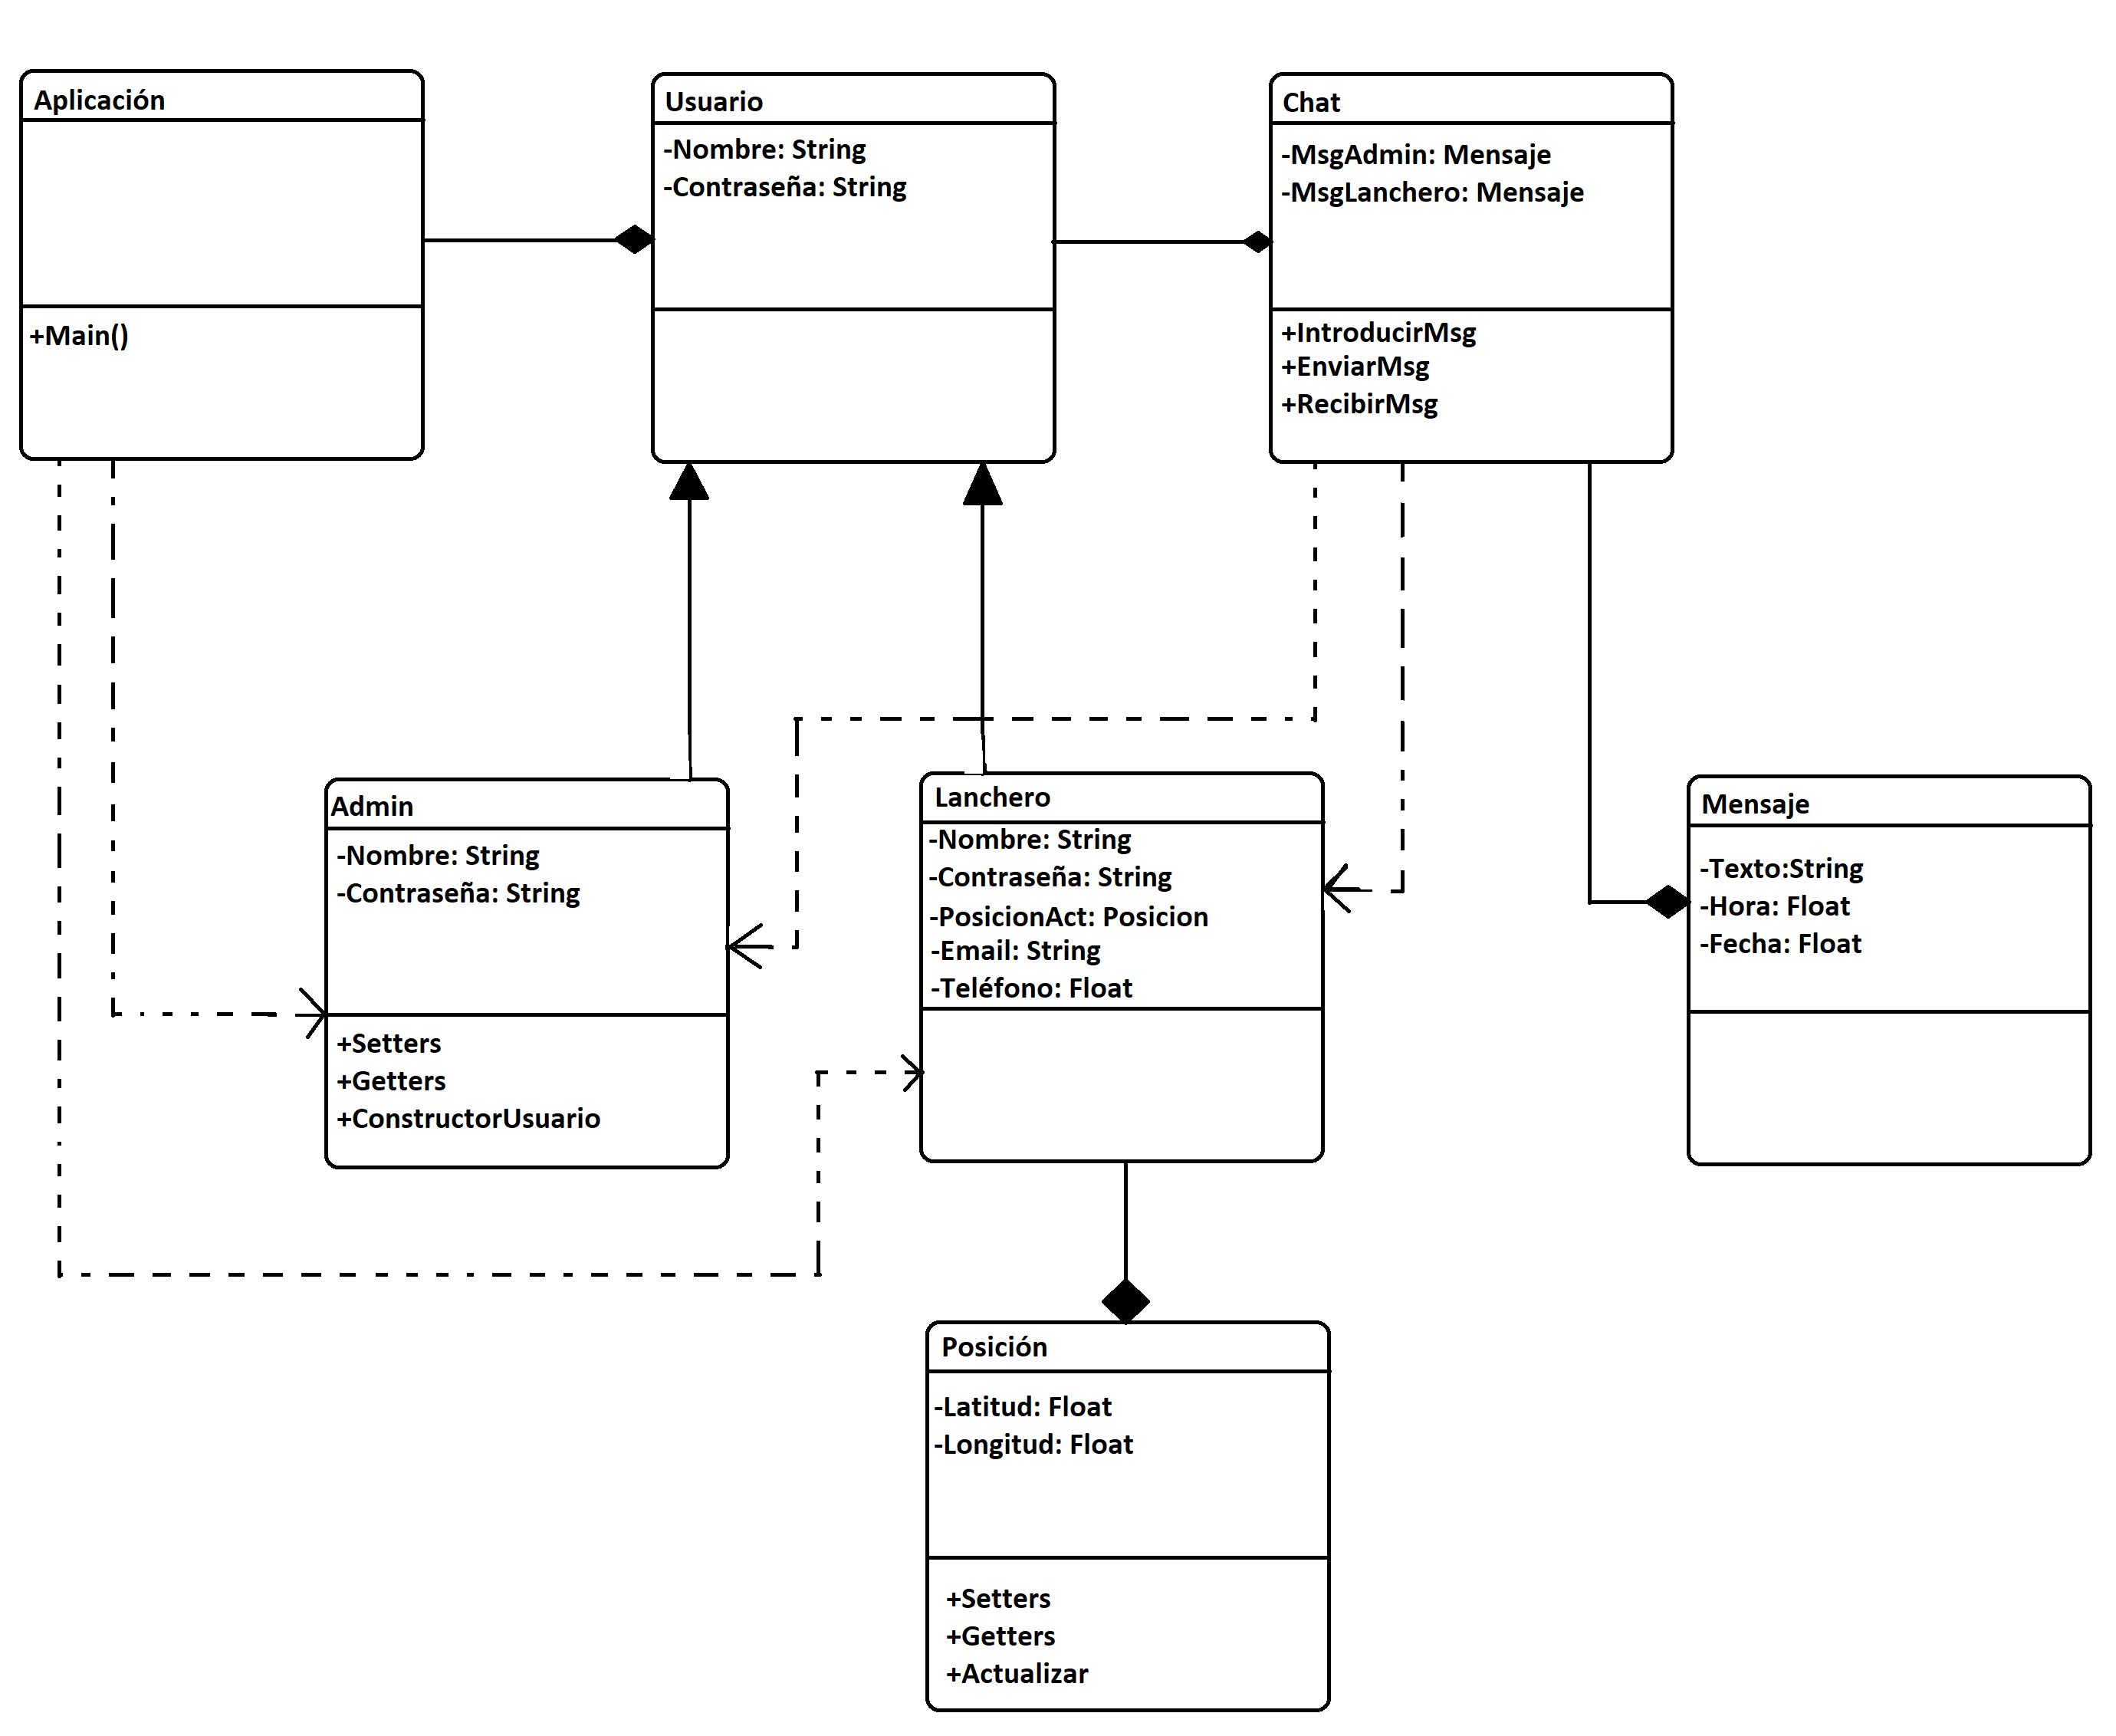 Aplicación
+Main()
Usuario
-Nombre: String
-Contraseña: String
Chat
-MsgAdmin: Mensaje
-MsgLanchero: Mensaje
+IntroducirMsg
+EnviarMsg
+RecibirMsg
Admin
-Nombre: String
-Contraseña: String
+Setters
+Getters
+ConstructorUsuario
Lanchero
-Nombre: String
-Contraseña: String
-PosicionAct: Posicion
-Email: String
-Teléfono: Float
Mensaje
-Texto:String
-Hora: Float
-Fecha: Float
Posición
-Latitud: Float
-Longitud: Float
+Setters
+Getters
+Actualizar